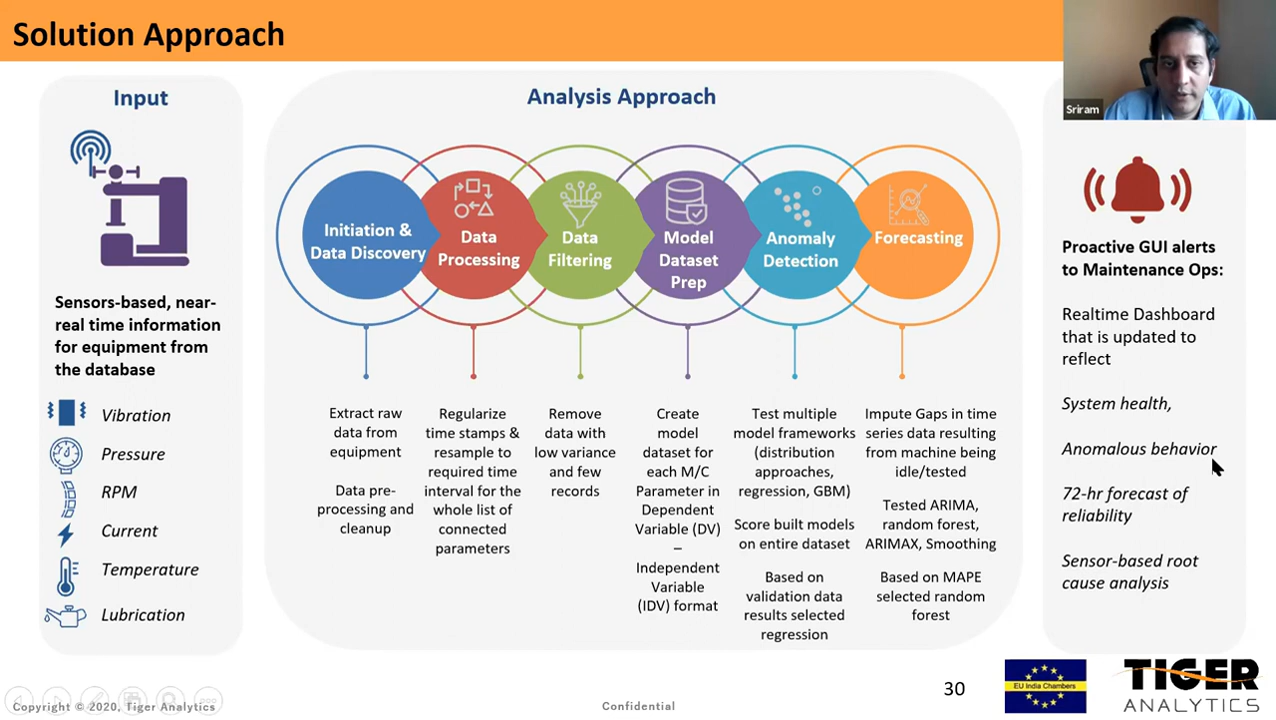 Solution Approach
Sriram
Input
Sensors-based, near-
real time information
for equipment from
the database
Vibration
Pressure
RPM
Current
Temperature
Lubrication
Analysis Approach
Initiation &
Data Discovery
Data
Processing
Data
Filtering
Model
Dataset
Prep
Anomaly
Detection
Forecasting
Extract raw
data from
equipment
Data pre-
processing and
cleanup
Regularize
time stamps &
resample to
required time
interval for the
whole list of
connected
parameters
Remove
data with
low variance
and few
records
Create
model
dataset for
each M/C
Parameter in
Dependent
Variable (DV)
–
Independent
Variable
(IDV) format
Test multiple
model frameworks
(distribution
approaches,
regression, GBM)
Score built models
on entire dataset
Based on
validation data
results selected
regression
Impute Gaps in time
series data resulting
from machine being
idle/tested
Tested ARIMA,
random forest,
ARIMAX, Smoothing
Based on MAPE
selected random
forest
Proactive GUI alerts
to Maintenance Ops:
Realtime Dashboard
that is updated to
reflect
System health,
Anomalous behavior
72-hr forecast of
reliability
Sensor-based root
cause analysis
Copyright © 2020, Tiger Analytics
Confidential
30
EU India Chambers
TIGER
ANALYTICS